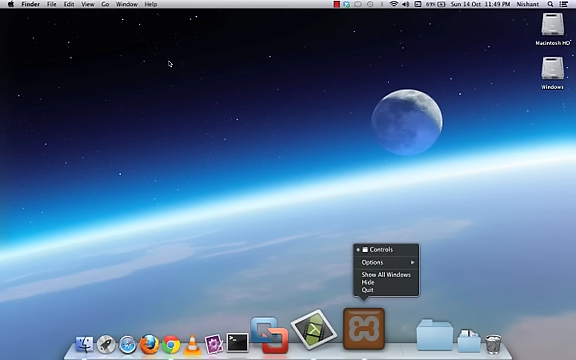 Finder File Edit View Go Window Help
69% Sun 14 Oct 11:49 PM Nishant
Macintosh HD
Windows
Controls
Options
Show All Windows
Hide
Quit